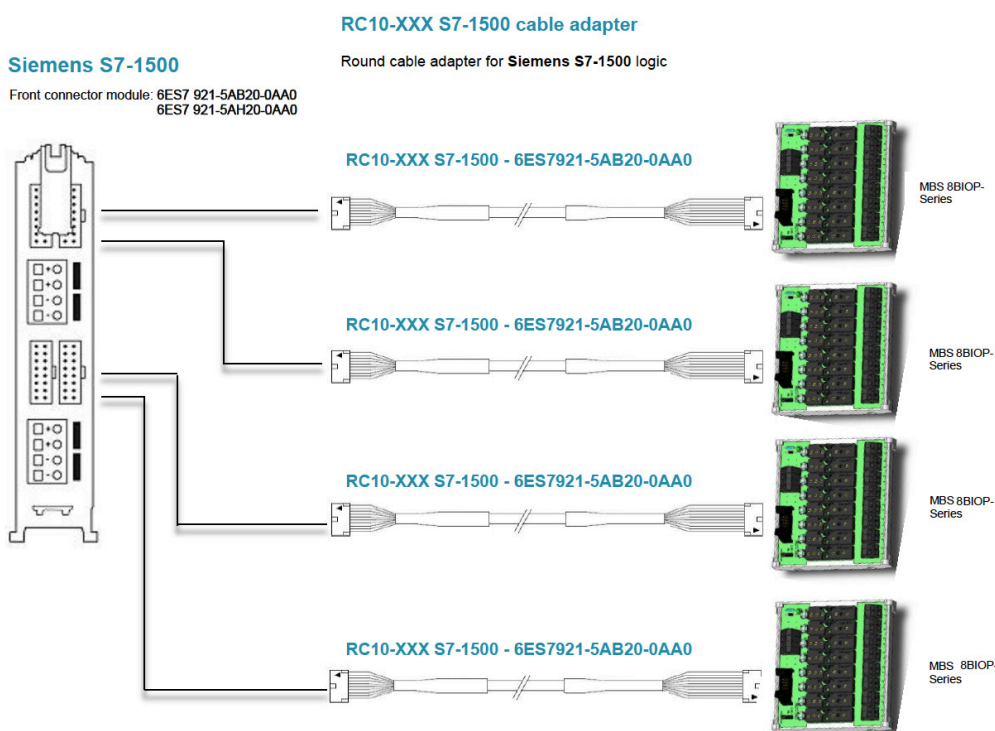 RC10-XXX S7-1500 cable adapter
Siemens S7-1500
Round cable adapter for Siemens S7-1500 logic
Front connector module: 6ES7 921-5AB20-0AA0
6ES7 921-5AH20-0AA0
RC10-XXX S7-1500 - 6ES7921-5AB20-0AA0
MBS 8BIOP-
Series
RC10-XXX S7-1500 - 6ES7921-5AB20-0AA0
MBS 8BIOP-
Series
RC10-XXX S7-1500 - 6ES7921-5AB20-0AA0
MBS 8BIOP-
Series
RC10-XXX S7-1500 - 6ES7921-5AB20-0AA0
MBS 8BIOP-
Series